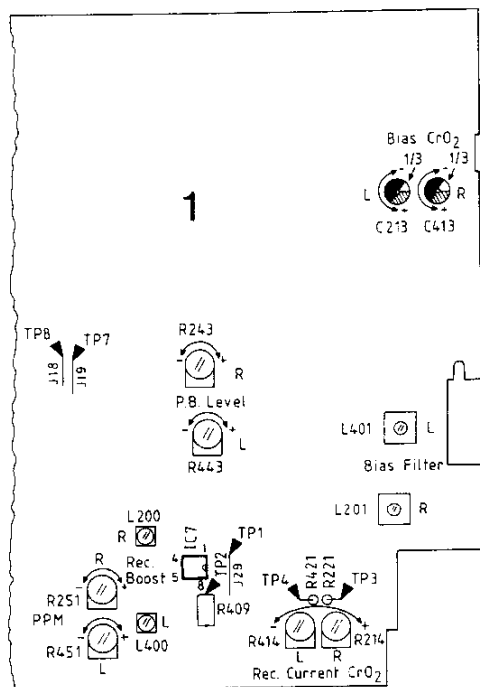 Bias CrO₂
1/3 1/3
- -
L R
+ +
C213 C413
1
TP8 TP7
J18 J19
R243
- +
R
P.B. Level
- +
L
R443
L401 L
Bias Filter
L201 R
L200
R
IC7
1
4
5
8
Rec.
Boost
TP1
TP2
J29
R409
R
- +
R251
PPM
- +
R451
L
L
L400
R421
R221
TP4 TP3
- +
R414 R214
L R
Rec. Current CrO₂